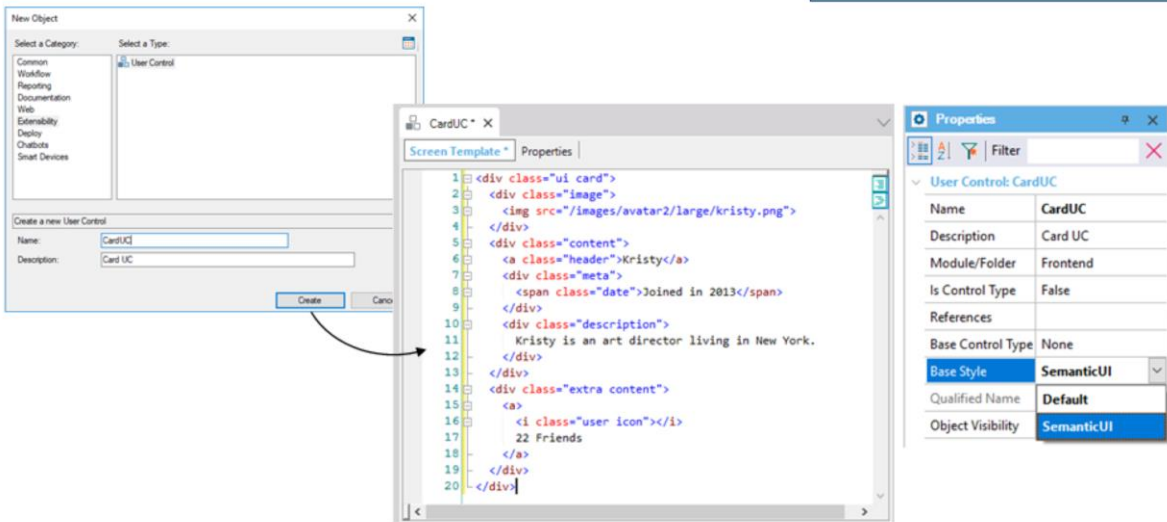 New Object
Select a Category:
Select a Type:
Common
Workflow
Reporting
Documentation
Web
Extensibility
Deploy
Chatbots
Smart Devices
User Control
Create a new User Control
Name: CardUC
Description: Card UC
Create
CardUC *
Screen Template * Properties
1 <div class="ui card">
2 <div class="image">
3 <img src="/images/avatar2/large/kristy.png">
4 </div>
5 <div class="content">
6 <a class="header">Kristy</a>
7 <div class="meta">
8 <span class="date">Joined in 2013</span>
9 </div>
10 <div class="description">
11 Kristy is an art director living in New York.
12 </div>
13 </div>
14 <div class="extra content">
15 <a>
16 <i class="user icon"></i>
17 22 Friends
18 </a>
19 </div>
20 </div>
Properties
Filter
User Control: CardUC
Name CardUC
Description Card UC
Module/Folder Frontend
Is Control Type False
References
Base Control Type None
Base Style SemanticUI
Qualified Name Default
Object Visibility SemanticUI